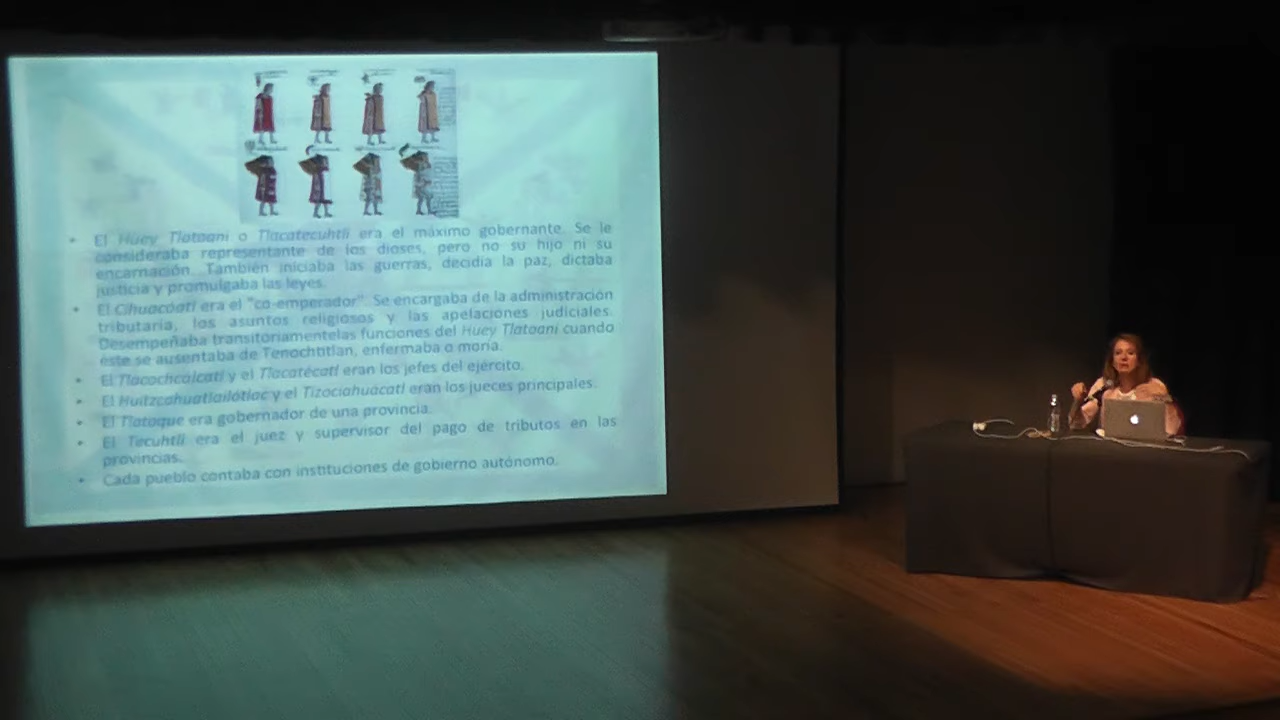 • El Huey Tlatoani o Tlacatecuhtli era el máximo gobernante. Se le
consideraba representante de los dioses, pero no su hijo ni su
encarnación. También iniciaba las guerras, decidía la paz, dictaba
justicia y promulgaba las leyes.
• El Cihuacóatl era el "co-emperador". Se encargaba de la administración
tributaria, los asuntos religiosos y las apelaciones judiciales.
Desempeñaba transitoriamentelas funciones del Huey Tlatoani cuando
éste se ausentaba de Tenochtitlan, enfermaba o moría.
• El Tlacochcálcatl y el Tlacatécatl eran los jefes del ejército.
• El Huitzcahuatlailótlac y el Tizociahuácatl eran los jueces principales.
• El Tlatoque era gobernador de una provincia.
• El Tecuhtli era el juez y supervisor del pago de tributos en las
provincias.
• Cada pueblo contaba con instituciones de gobierno autónomo.